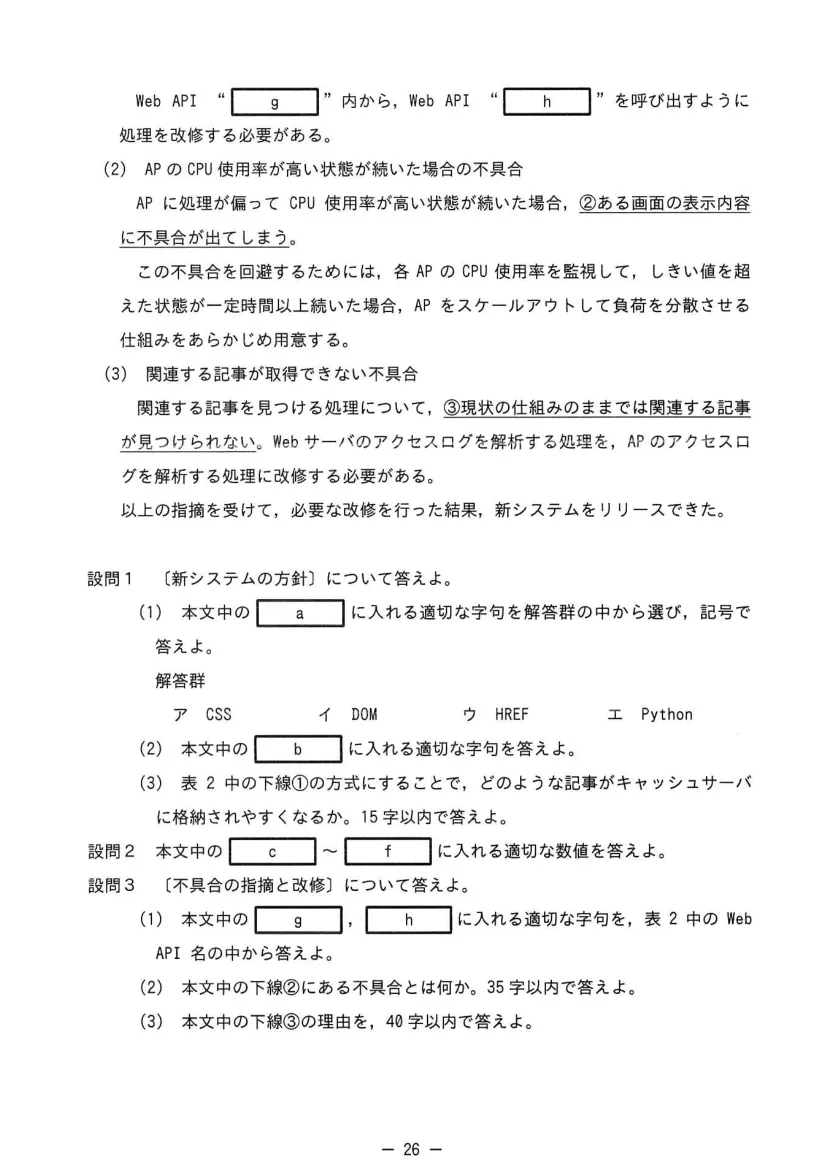 Web API “ g ” 内から，Web API “ h ” を呼び出すように
処理を改修する必要がある。
(2) AP の CPU 使用率が高い状態が続いた場合の不具合
AP に処理が偏って CPU 使用率が高い状態が続いた場合，②ある画面の表示内容
に不具合が出てしまう。
この不具合を回避するためには，各 AP の CPU 使用率を監視して，しきい値を超
えた状態が一定時間以上続いた場合，AP をスケールアウトして負荷を分散させる
仕組みをあらかじめ用意する。
(3) 関連する記事が取得できない不具合
関連する記事を見つける処理について，③現状の仕組みのままでは関連する記事
が見つけられない。Web サーバのアクセスログを解析する処理を，AP のアクセスロ
グを解析する処理に改修する必要がある。
以上の指摘を受けて，必要な改修を行った結果，新システムをリリースできた。
設問１ 〔新システムの方針〕について答えよ。
(1) 本文中の a に入れる適切な字句を解答群の中から選び，記号で
答えよ。
解答群
ア CSS イ DOM ウ HREF エ Python
(2) 本文中の b に入れる適切な字句を答えよ。
(3) 表 2 中の下線①の方式にすることで，どのような記事がキャッシュサーバ
に格納されやすくなるか。15 字以内で答えよ。
設問２ 本文中の c ～ f に入れる適切な数値を答えよ。
設問３ 〔不具合の指摘と改修〕について答えよ。
(1) 本文中の g ， h に入れる適切な字句を，表 2 中の Web
API 名の中から答えよ。
(2) 本文中の下線②にある不具合とは何か。35 字以内で答えよ。
(3) 本文中の下線③の理由を，40 字以内で答えよ。
－ 26 －